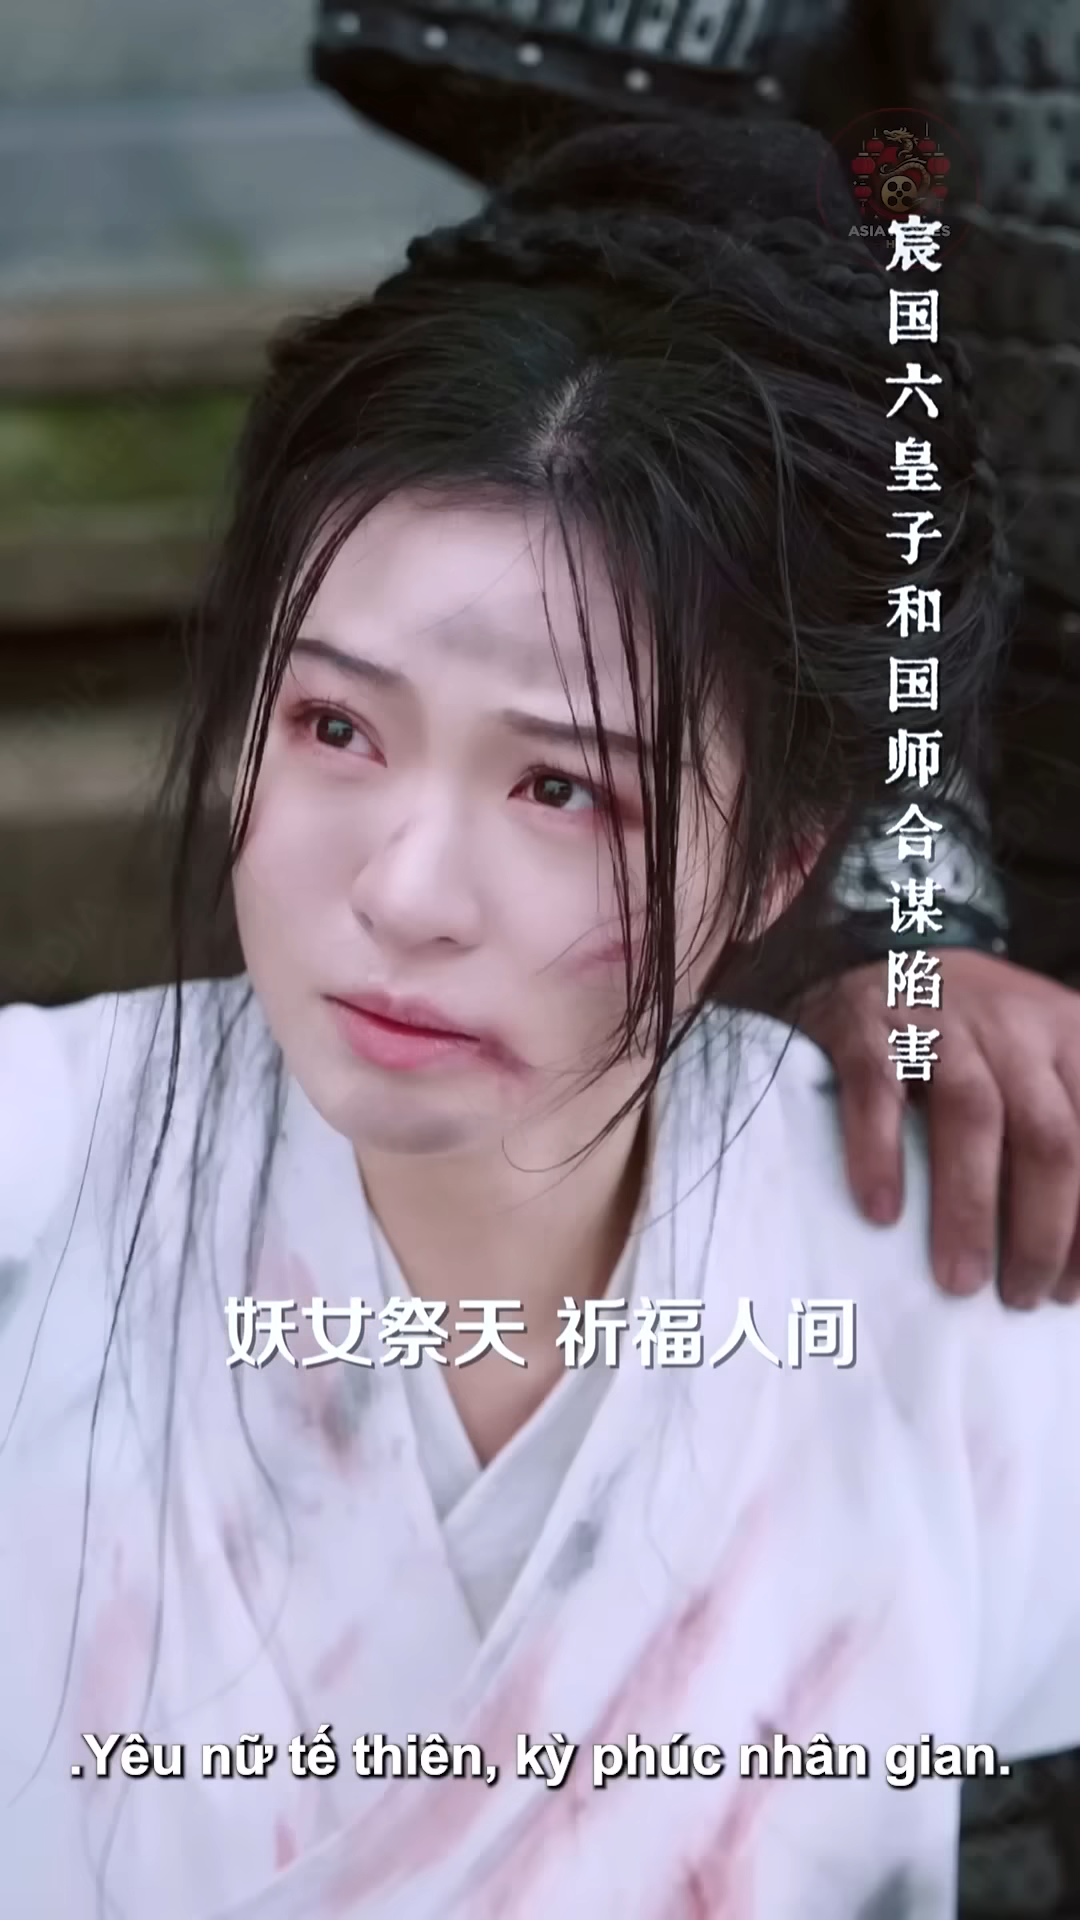 宸国六皇子和国师合谋陷害
妖女祭天 祈福人间
.Yêu nữ tế thiên, kỳ phúc nhân gian.